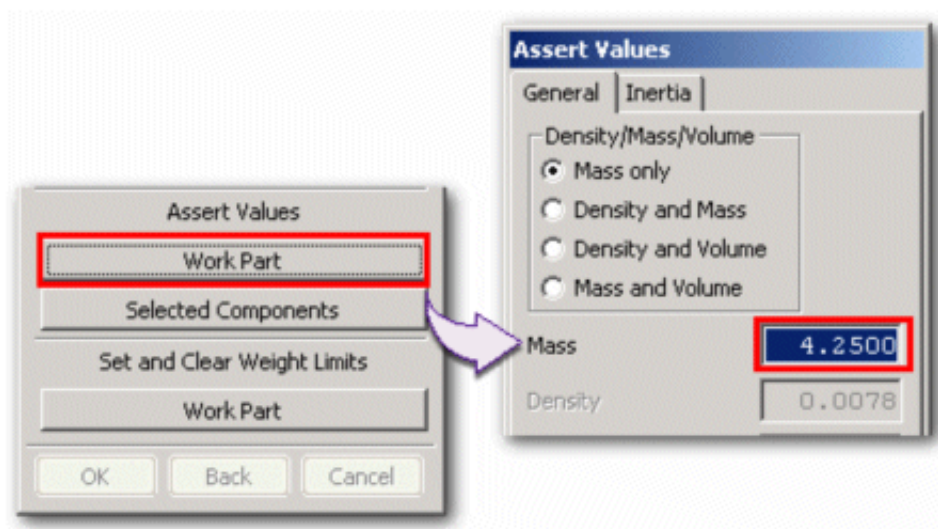 Assert Values
Work Part
Selected Components
Set and Clear Weight Limits
Work Part
OK Back Cancel
Assert Values
General Inertia
Density/Mass/Volume
Mass only
Density and Mass
Density and Volume
Mass and Volume
Mass 4.2500
Density 0.0078